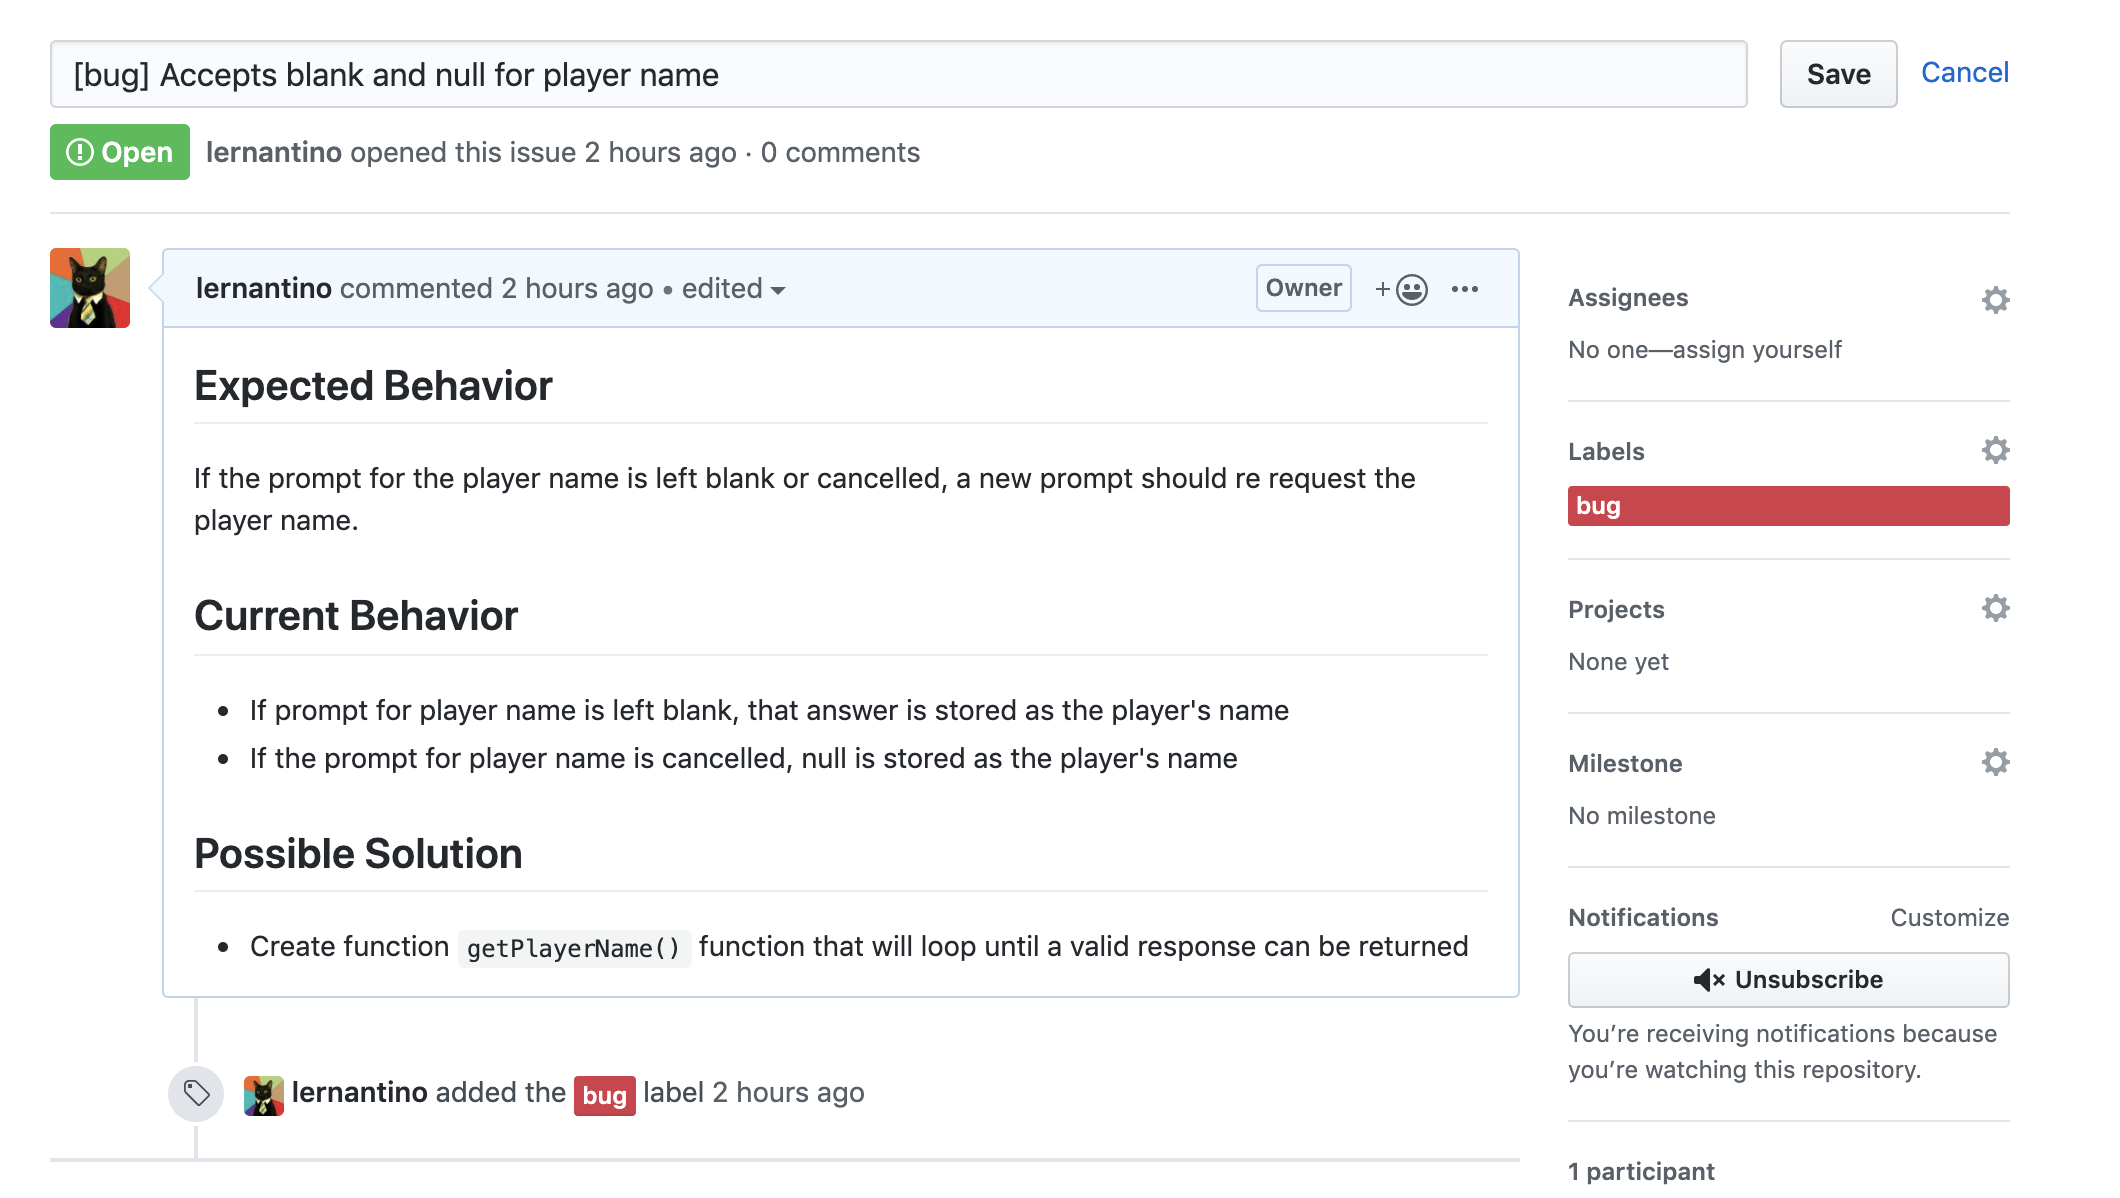 [bug] Accepts blank and null for player name
Save
Cancel
Open
lernantino opened this issue 2 hours ago · 0 comments
lernantino commented 2 hours ago • edited
Owner
+
Expected Behavior
If the prompt for the player name is left blank or cancelled, a new prompt should re request the
player name.
Current Behavior
• If prompt for player name is left blank, that answer is stored as the player's name
• If the prompt for player name is cancelled, null is stored as the player's name
Possible Solution
• Create function getPlayerName() function that will loop until a valid response can be returned
lernantino added the bug label 2 hours ago
Assignees
No one—assign yourself
Labels
bug
Projects
None yet
Milestone
No milestone
Notifications
Customize
Unsubscribe
You’re receiving notifications because
you’re watching this repository.
1 participant